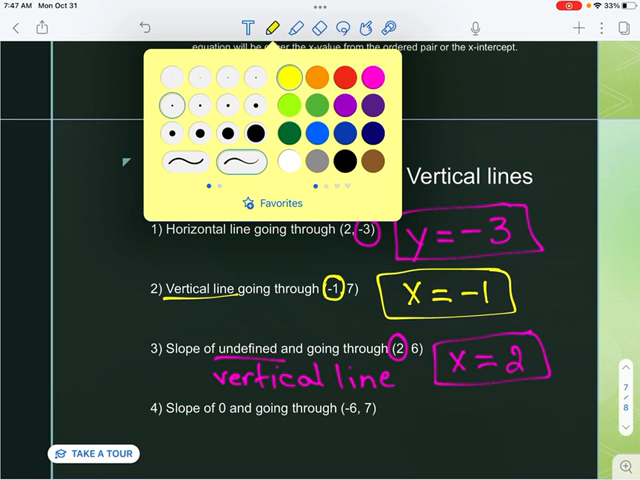 7:47 AM Mon Oct 31
33%
T
equation will be either the x-value from the ordered pair or the x-intercept.
Favorites
Vertical lines
1) Horizontal line going through (2, -3) y = -3
2) Vertical line going through (-1, 7) x = -1
3) Slope of undefined and going through (2, 6) x = 2
vertical line
4) Slope of 0 and going through (-6, 7)
TAKE A TOUR
7
/
8